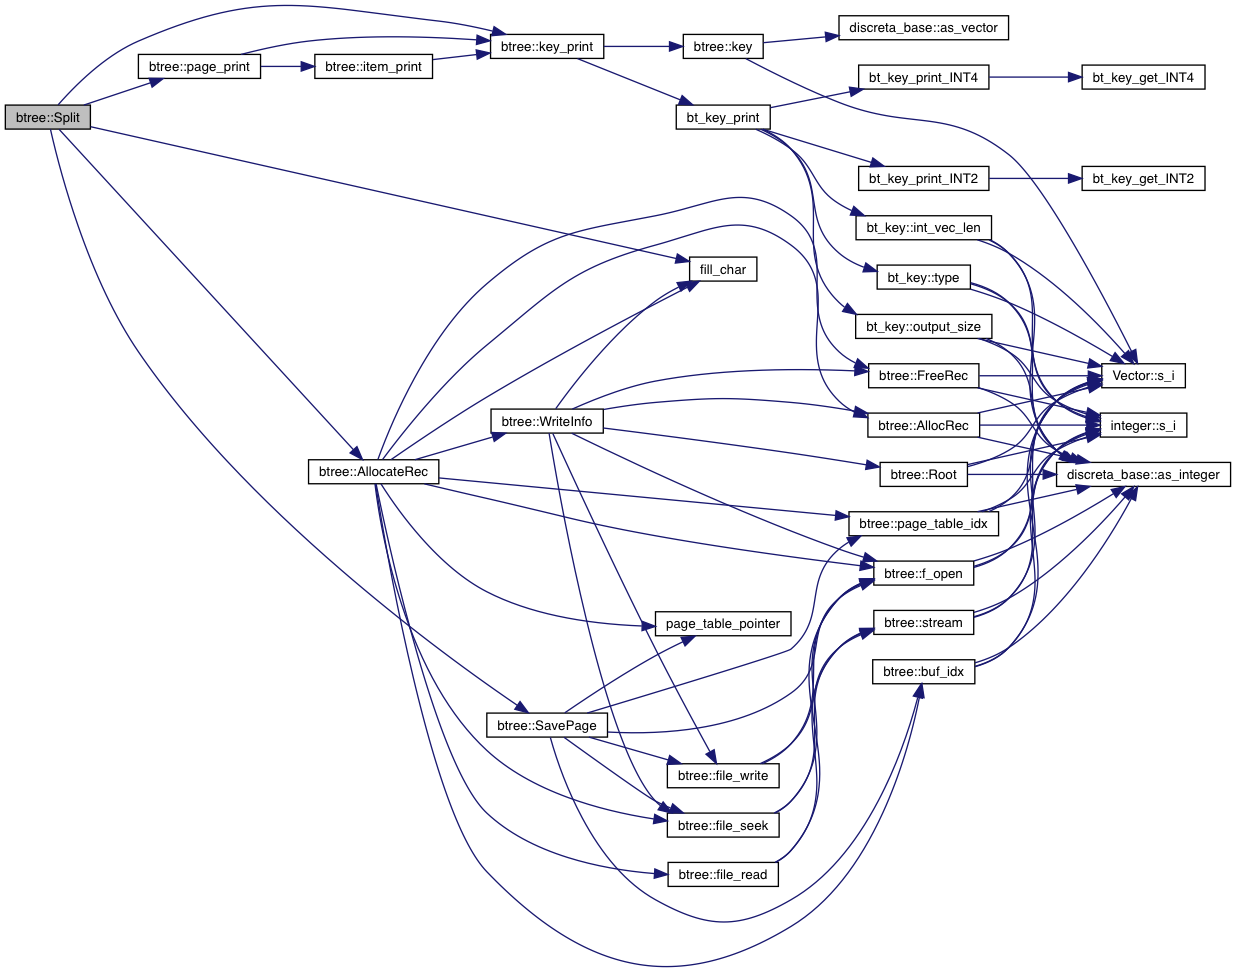 btree::Split
btree::page_print
btree::item_print
btree::key_print
btree::key
discreta_base::as_vector
bt_key_print
bt_key_print_INT4
bt_key_get_INT4
bt_key_print_INT2
bt_key_get_INT2
bt_key::int_vec_len
fill_char
bt_key::type
bt_key::output_size
btree::FreeRec
Vector::s_i
btree::WriteInfo
btree::AllocRec
integer::s_i
btree::AllocateRec
btree::Root
discreta_base::as_integer
btree::page_table_idx
btree::f_open
page_table_pointer
btree::stream
btree::buf_idx
btree::SavePage
btree::file_write
btree::file_seek
btree::file_read